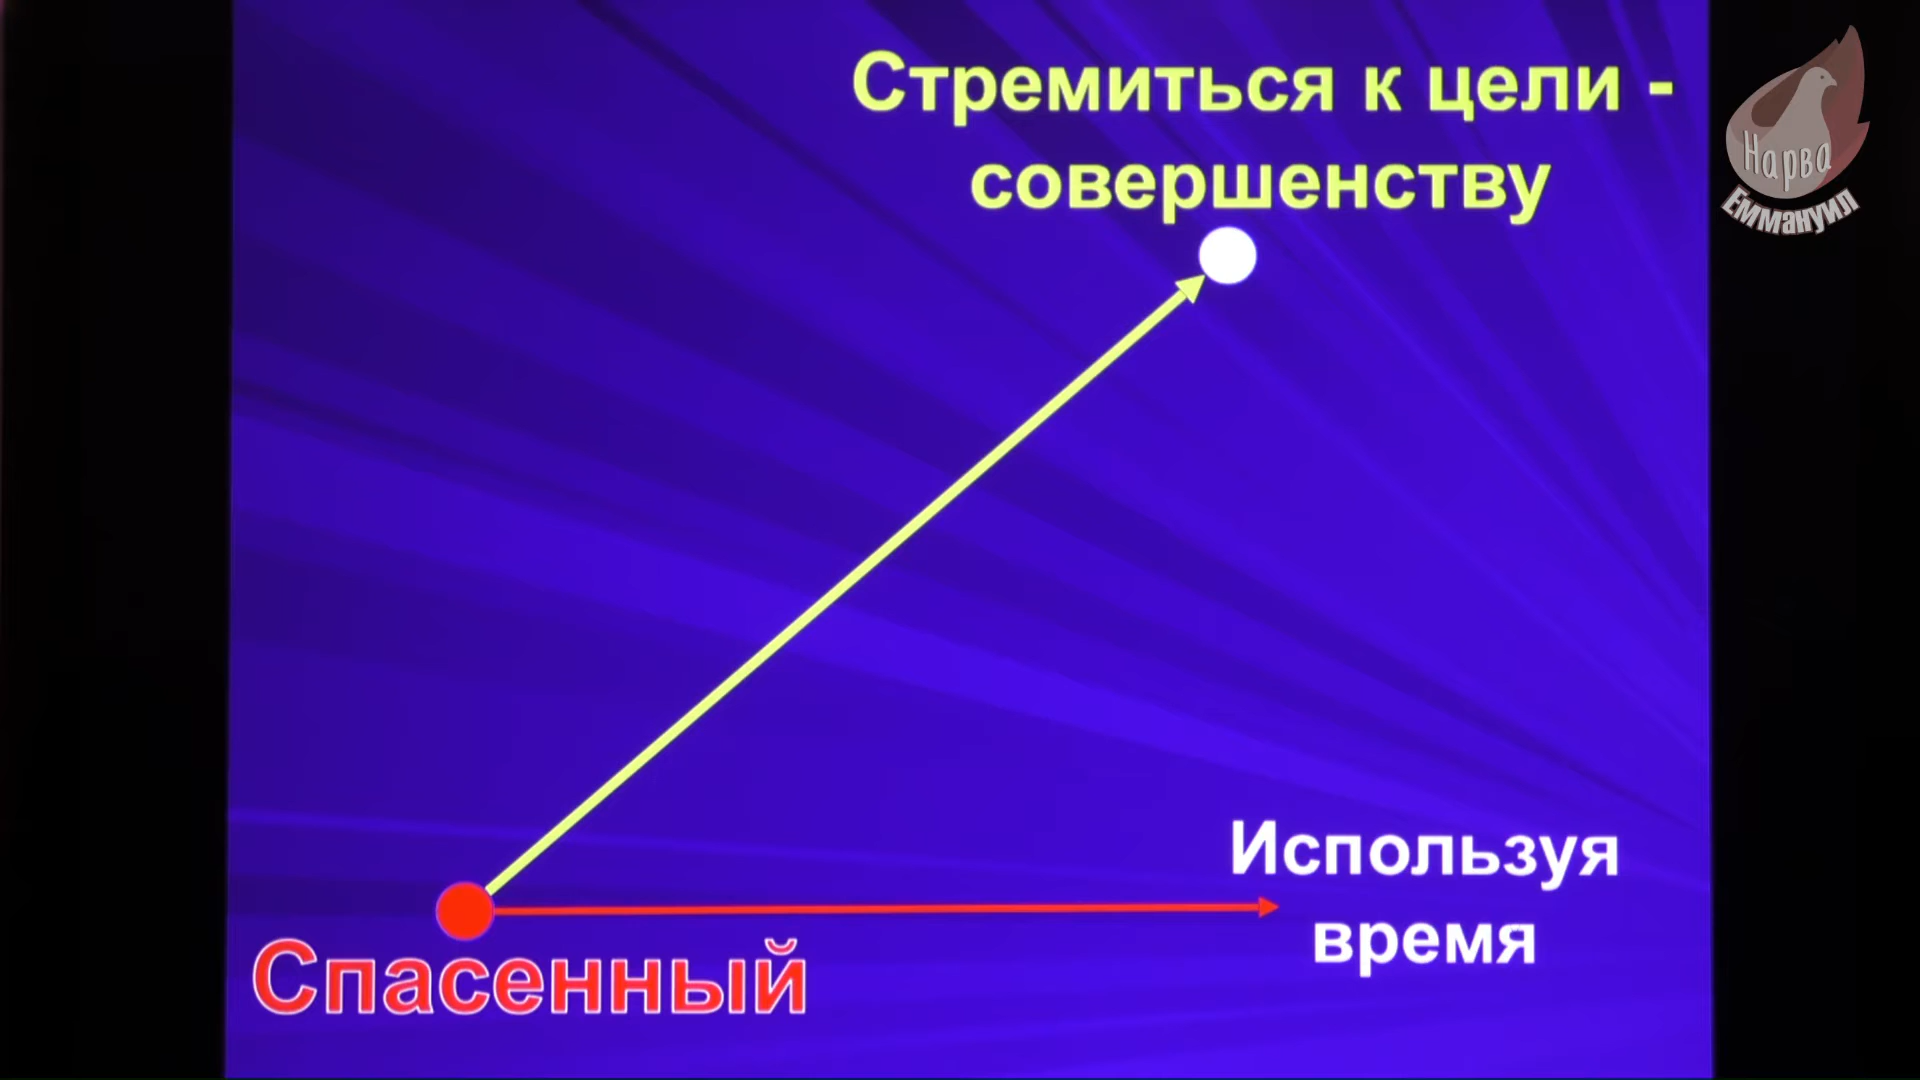 Стремиться к цели -
совершенству
Нарва
Еммануил
Используя
время
Спасенный